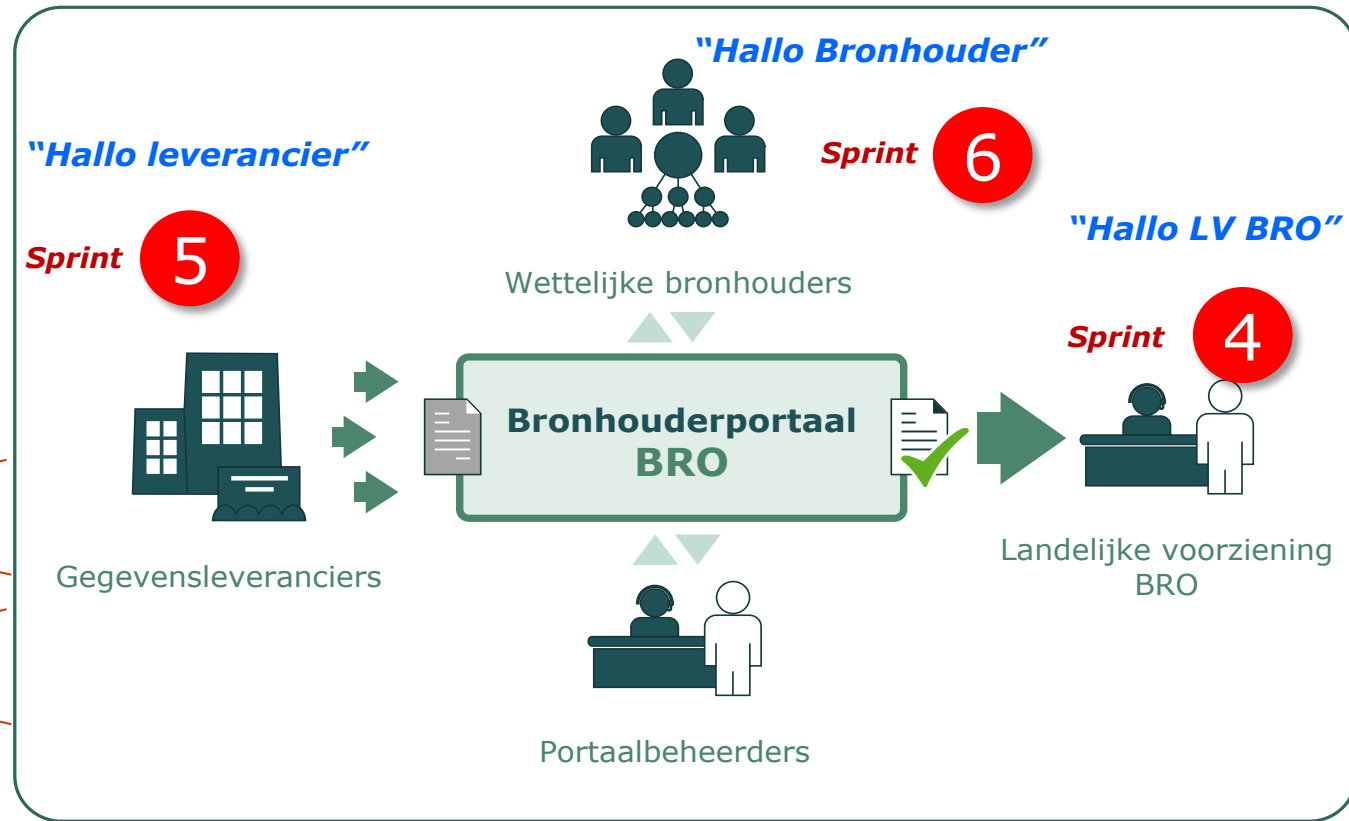 “Hallo Bronhouder”
“Hallo leverancier”
Sprint 6
“Hallo LV BRO”
Sprint 5
Wettelijke bronhouders
Sprint 4
Bronhouderportaal
BRO
Gegevensleveranciers
Landelijke voorziening
BRO
Portaalbeheerders